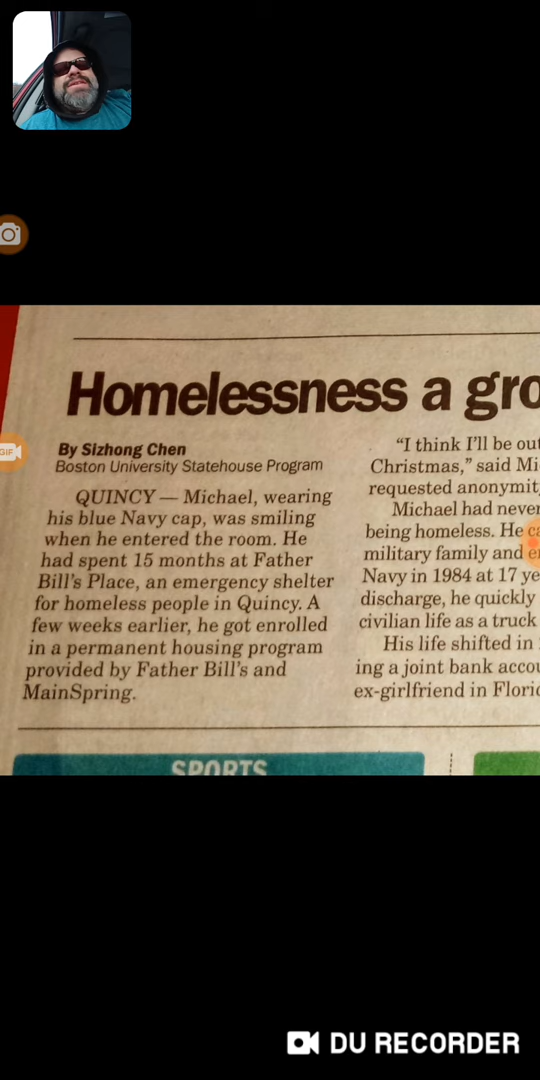 Homelessness a gro
By Sizhong Chen
Boston University Statehouse Program
QUINCY — Michael, wearing
his blue Navy cap, was smiling
when he entered the room. He
had spent 15 months at Father
Bill's Place, an emergency shelter
for homeless people in Quincy. A
few weeks earlier, he got enrolled
in a permanent housing program
provided by Father Bill's and
MainSpring.
"I think I'll be out
Christmas," said Mi
requested anonymity
Michael had never
being homeless. He ca
military family and e
Navy in 1984 at 17 ye
discharge, he quickly
civilian life as a truck
His life shifted in
ing a joint bank accou
ex-girlfriend in Florid
SPORTS
GIF
DU RECORDER